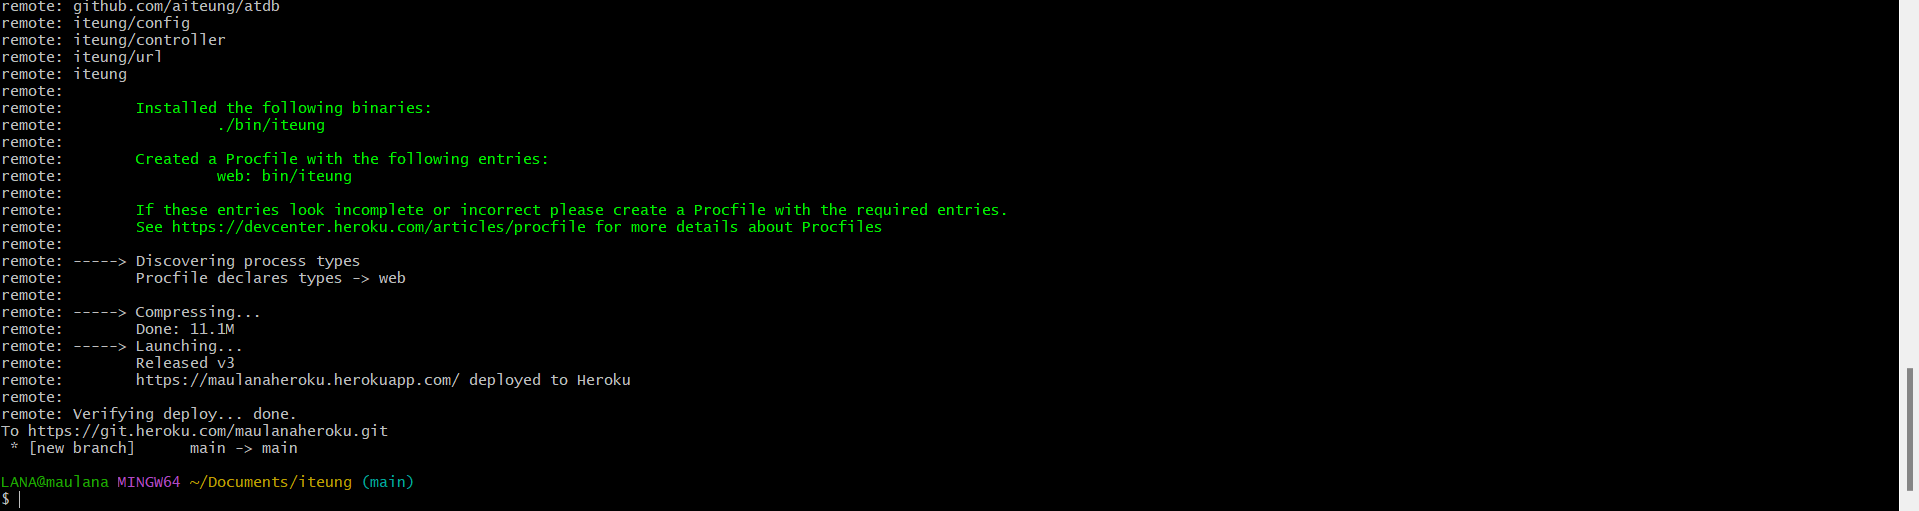 remote: github.com/aiteung/atdb
remote: iteung/config
remote: iteung/controller
remote: iteung/url
remote: iteung
remote:
remote:        Installed the following binaries:
remote:                 ./bin/iteung
remote:
remote:        Created a Procfile with the following entries:
remote:                 web: bin/iteung
remote:
remote:        If these entries look incomplete or incorrect please create a Procfile with the required entries.
remote:        See https://devcenter.heroku.com/articles/procfile for more details about Procfiles
remote:
remote: -----> Discovering process types
remote:        Procfile declares types -> web
remote:
remote: -----> Compressing...
remote:        Done: 11.1M
remote: -----> Launching...
remote:        Released v3
remote:        https://maulanaheroku.herokuapp.com/ deployed to Heroku
remote:
remote: Verifying deploy... done.
To https://git.heroku.com/maulanaheroku.git
 * [new branch]      main -> main
LANA@maulana MINGW64 ~/Documents/iteung (main)
$